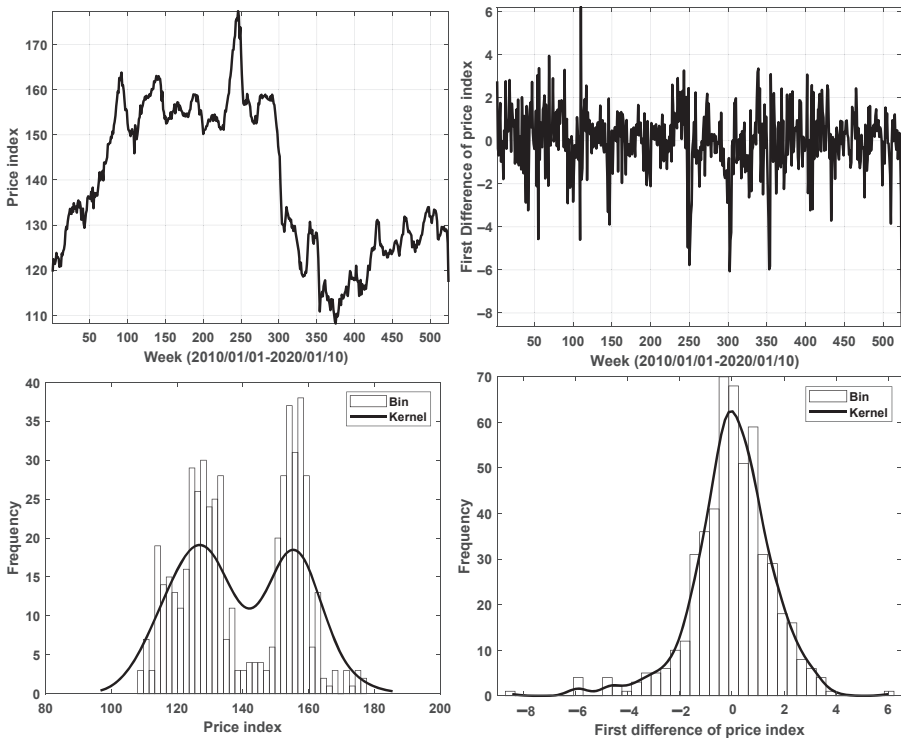 Price index
170
160
150
140
130
120
110
50 100 150 200 250 300 350 400 450 500
Week (2010/01/01-2020/01/10)
First Difference of price index
6
4
2
0
−2
−4
−6
−8
50 100 150 200 250 300 350 400 450 500
Week (2010/01/01-2020/01/10)
Frequency
40
35
30
25
20
15
10
5
0
80 100 120 140 160 180 200
Price index
Bin
Kernel
Frequency
70
60
50
40
30
20
10
0
−8 −6 −4 −2 0 2 4 6
First difference of price index
Bin
Kernel